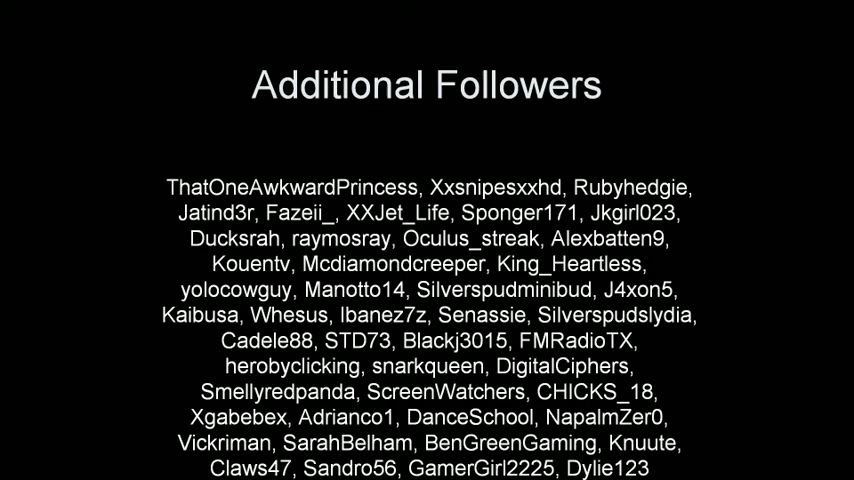 Additional Followers
ThatOneAwkwardPrincess, Xxsnipesxxhd, Rubyhedgie,
Jatind3r, Fazeii_, XXJet_Life, Sponger171, Jkgirl023,
Ducksrah, raymosray, Oculus_streak, Alexbatten9,
Kouentv, Mcdiamondcreeper, King_Heartless,
yolocowguy, Manotto14, Silverspudminibud, J4xon5,
Kaibusa, Whesus, Ibanez7z, Senassie, Silverspudslydia,
Cadele88, STD73, Blackj3015, FMRadioTX,
herobyclicking, snarkqueen, DigitalCiphers,
Smellyredpanda, ScreenWatchers, CHICKS_18,
Xgabebex, Adrianco1, DanceSchool, NapalmZer0,
Vickriman, SarahBelham, BenGreenGaming, Knuute,
Claws47, Sandro56, GamerGirl2225, Dylie123